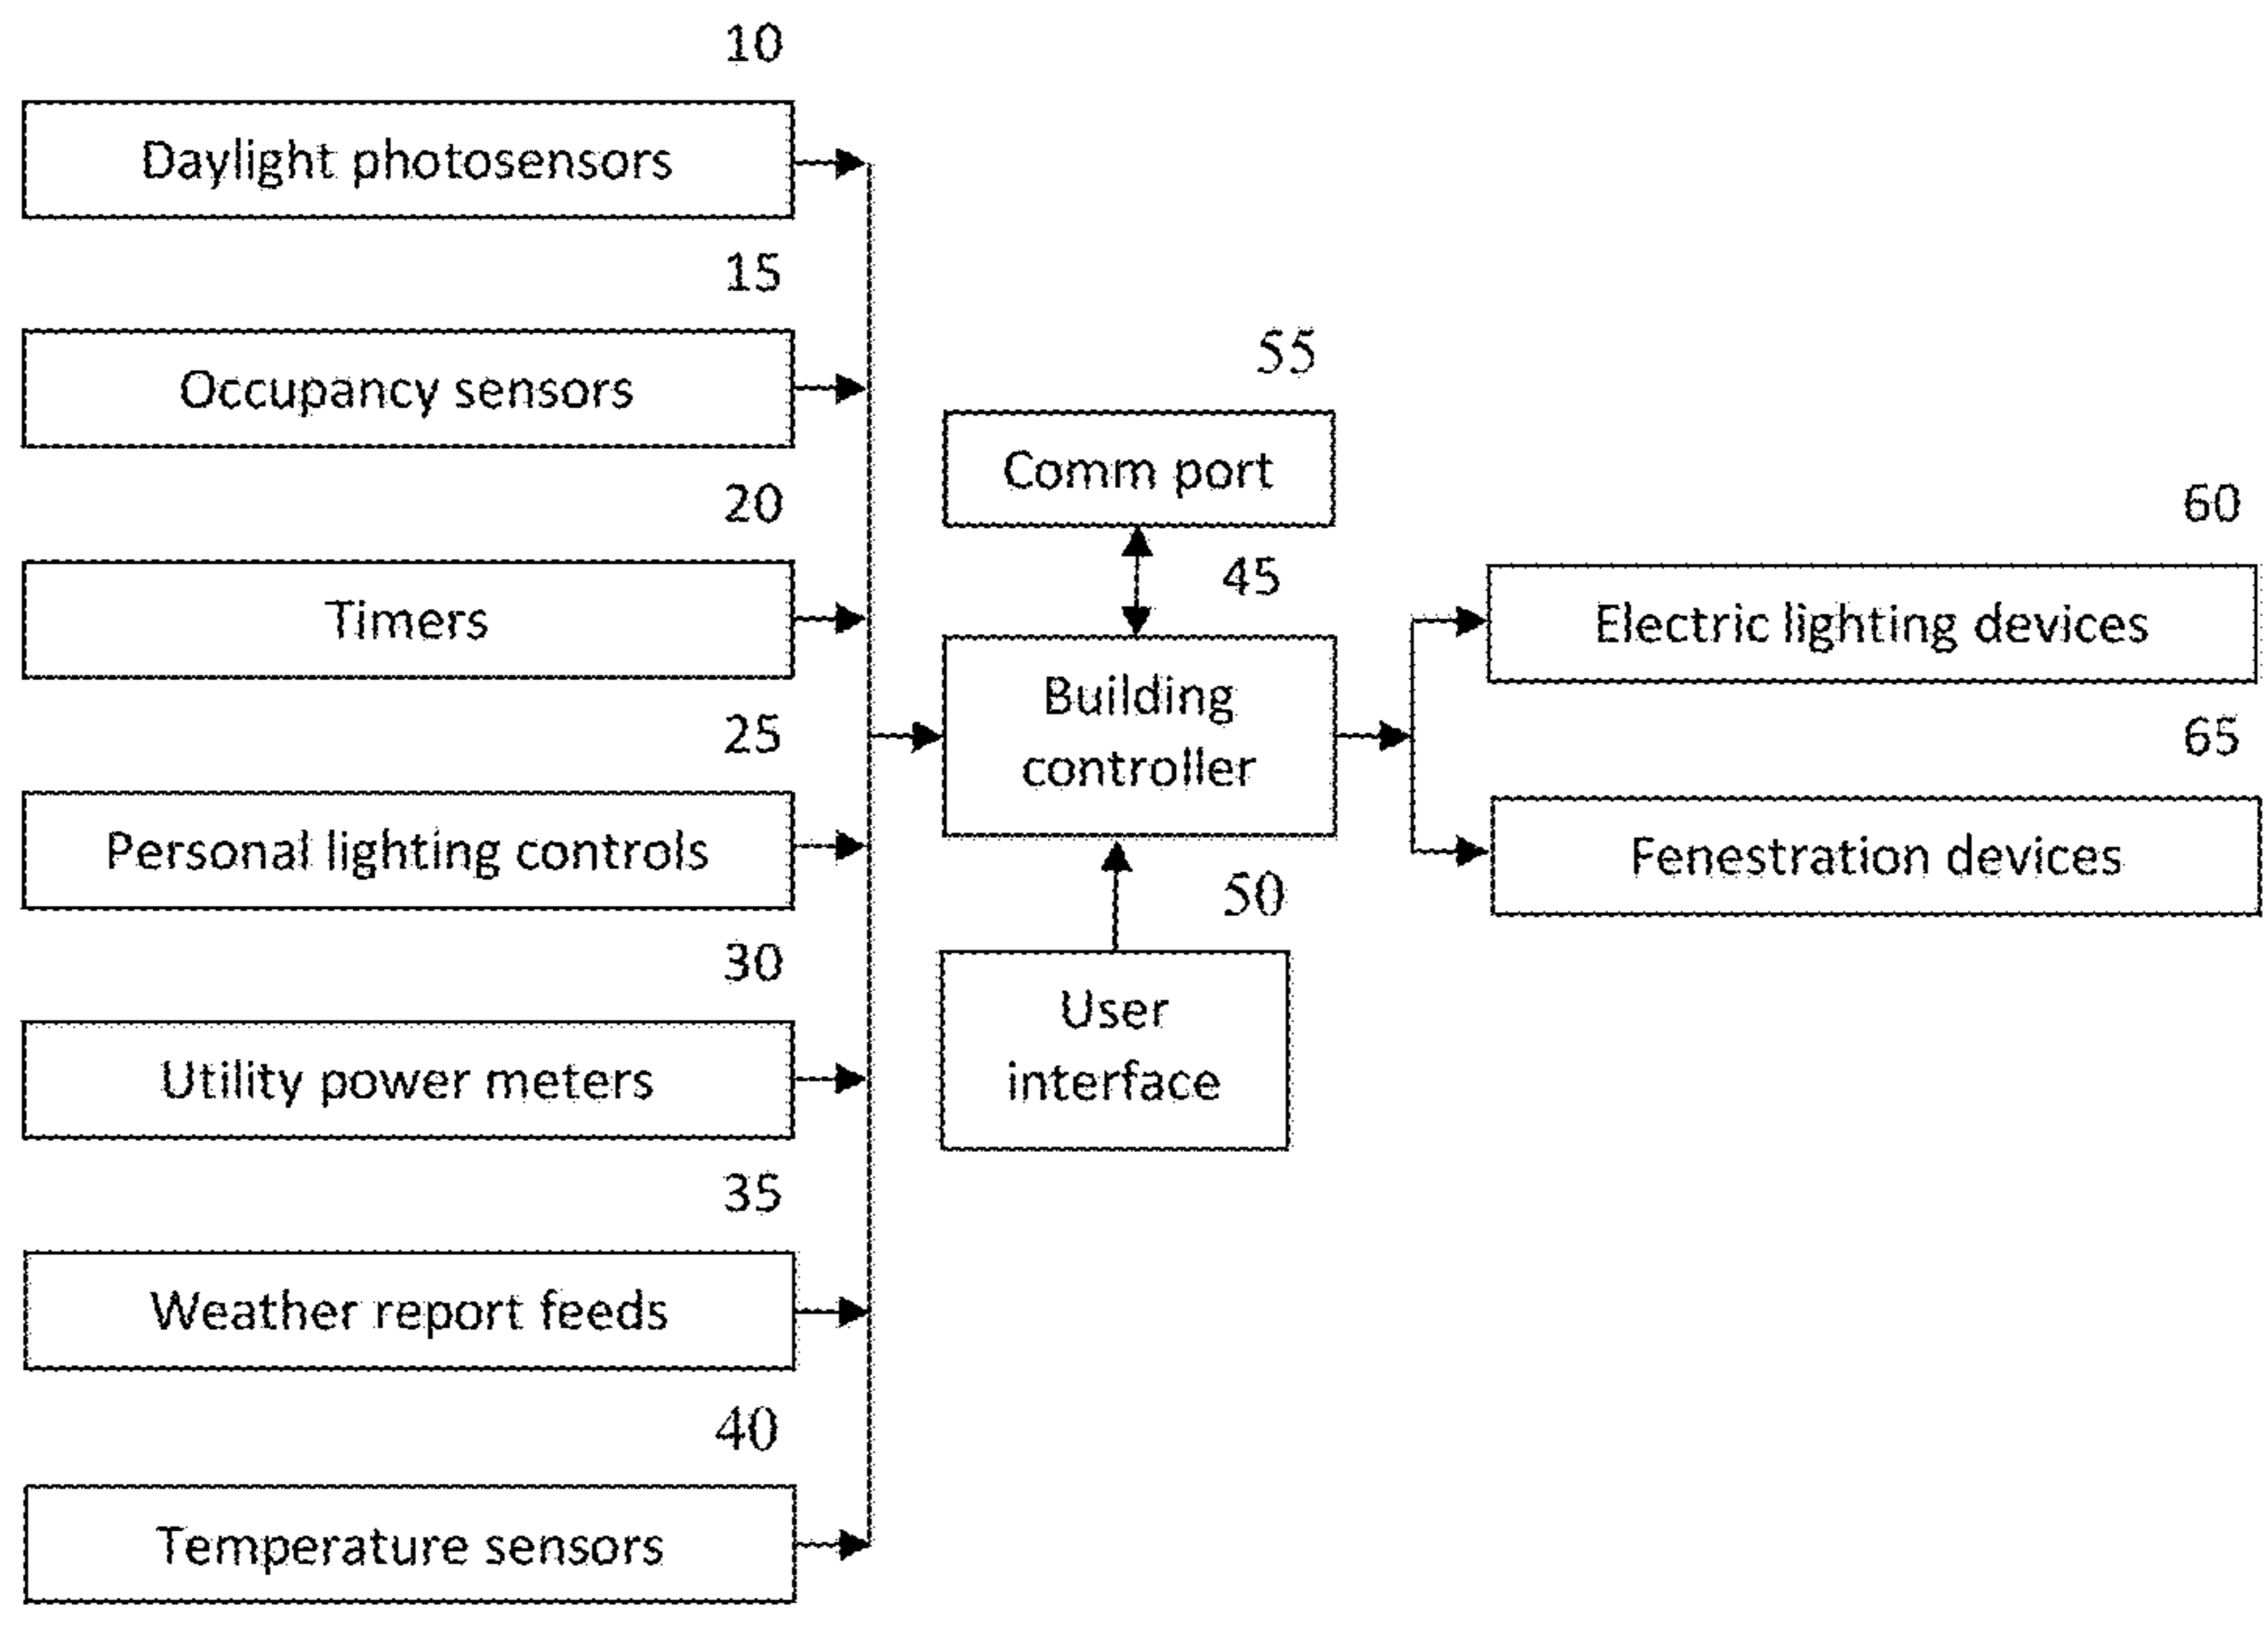 10
Daylight photosensors
15
Occupancy sensors
20
Timers
25
Personal lighting controls
30
Utility power meters
35
Weather report feeds
40
Temperature sensors
55
Comm port
45
Building
controller
50
User
interface
60
Electric lighting devices
65
Fenestration devices